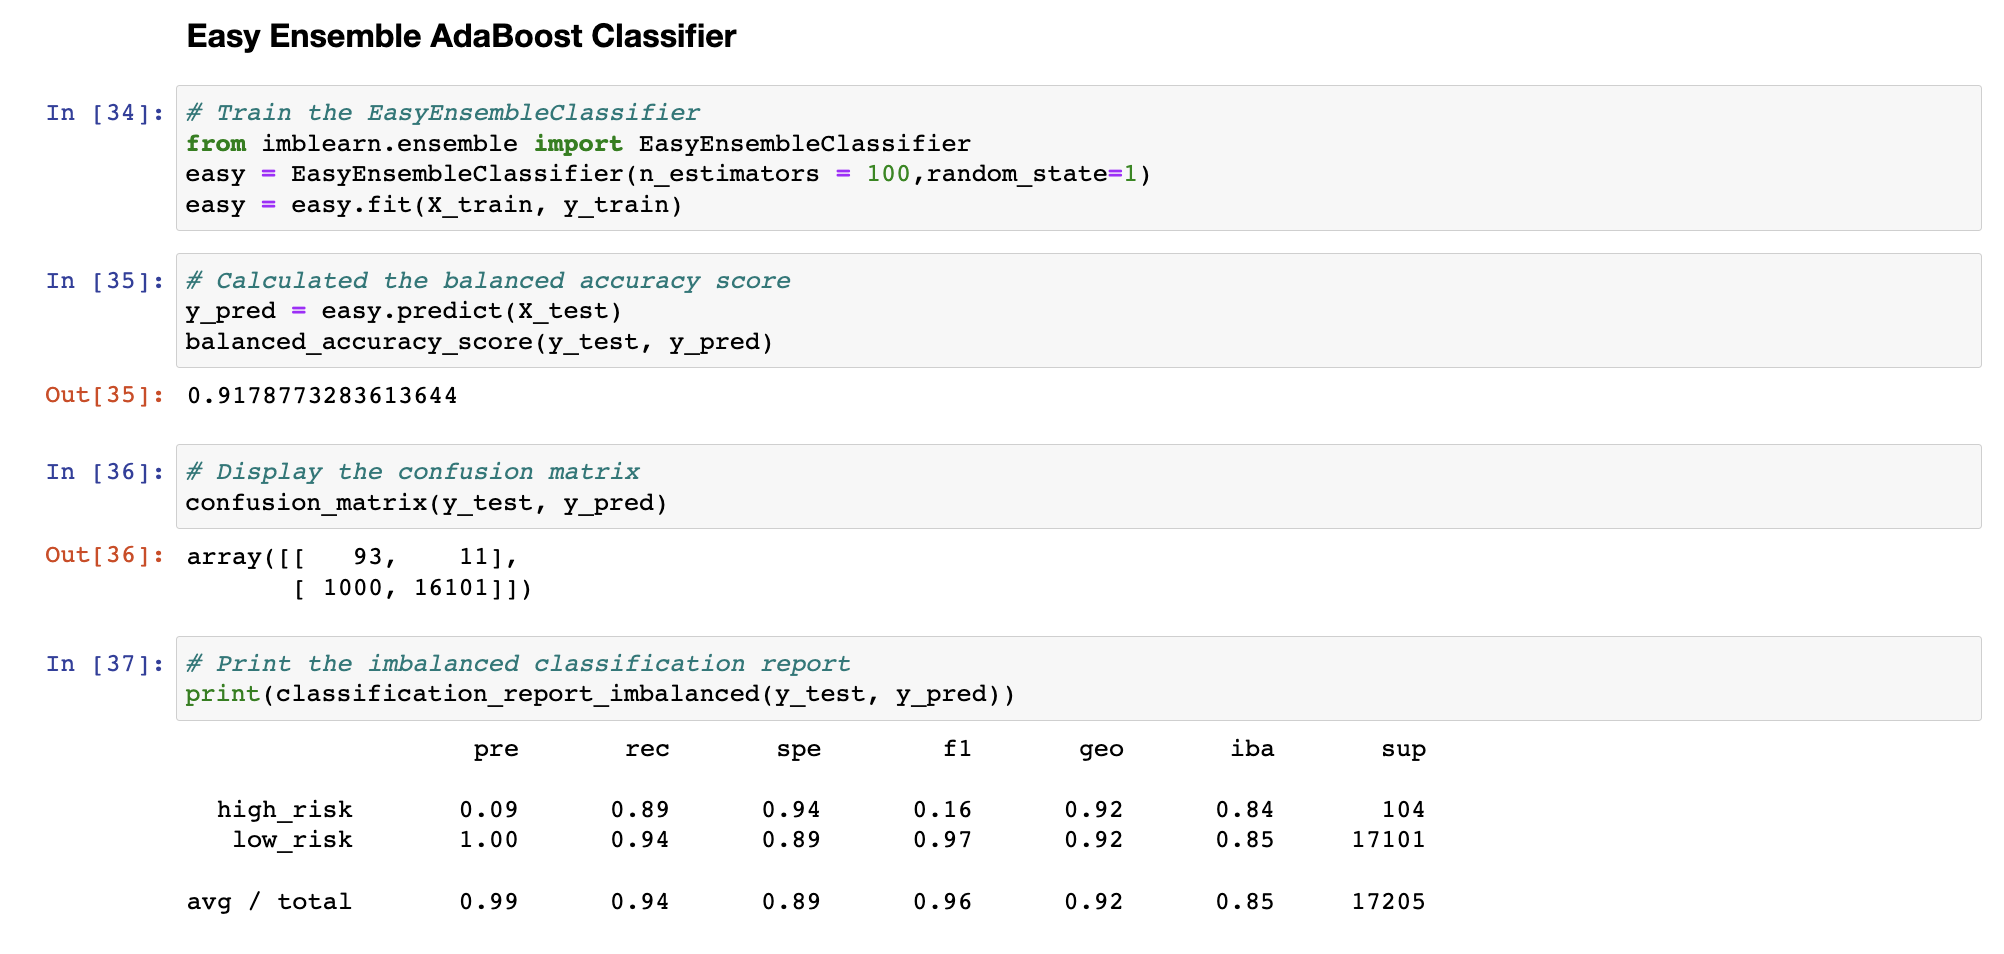 Easy Ensemble AdaBoost Classifier
In [34]: # Train the EasyEnsembleClassifier
from imblearn.ensemble import EasyEnsembleClassifier
easy = EasyEnsembleClassifier(n_estimators = 100,random_state=1)
easy = easy.fit(X_train, y_train)
In [35]: # Calculated the balanced accuracy score
y_pred = easy.predict(X_test)
balanced_accuracy_score(y_test, y_pred)
Out[35]: 0.9178773283613644
In [36]: # Display the confusion matrix
confusion_matrix(y_test, y_pred)
Out[36]: array([[   93,    11],
       [ 1000, 16101]])
In [37]: # Print the imbalanced classification report
print(classification_report_imbalanced(y_test, y_pred))
pre rec spe f1 geo iba sup
high_risk 0.09 0.89 0.94 0.16 0.92 0.84 104
low_risk 1.00 0.94 0.89 0.97 0.92 0.85 17101
avg / total 0.99 0.94 0.89 0.96 0.92 0.85 17205